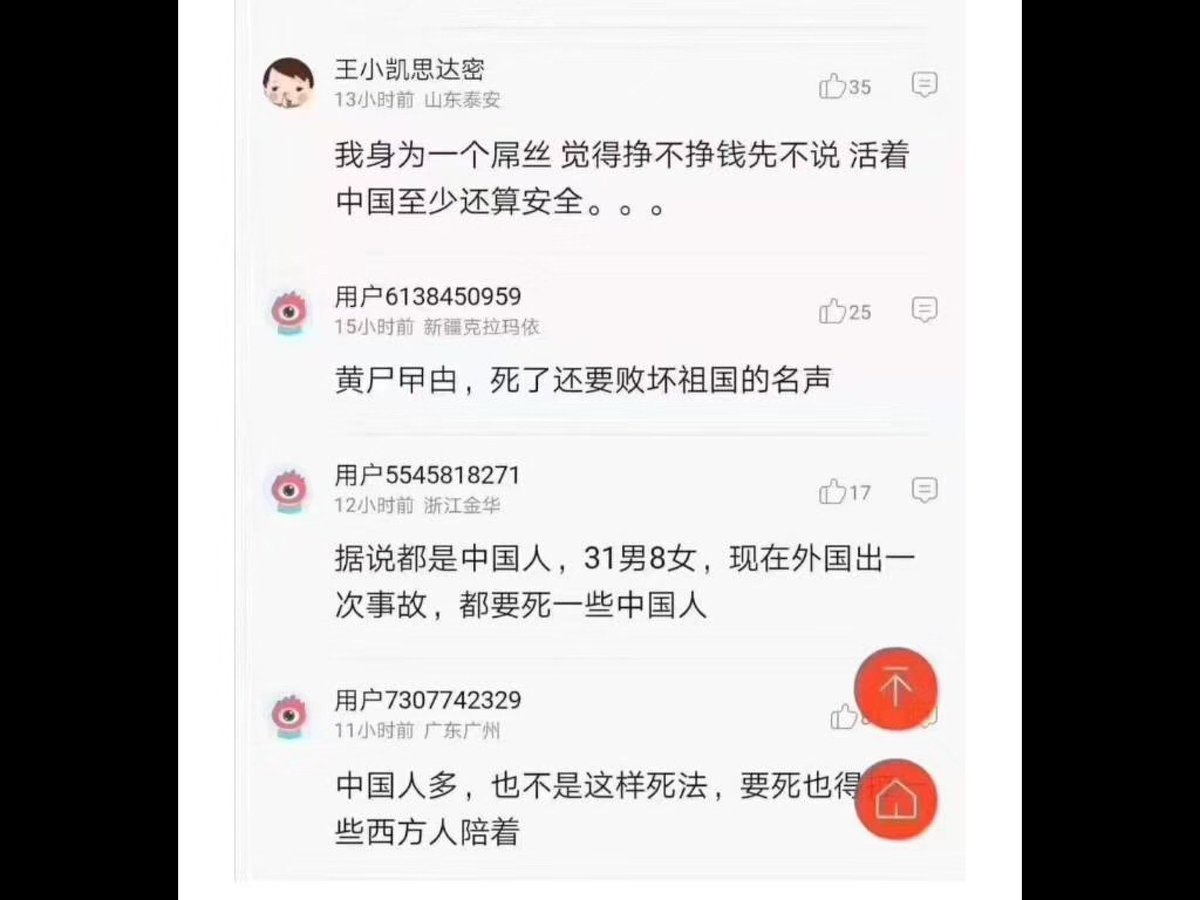 王小凯思达密
13小时前 山东泰安
35
我身为一个屌丝 觉得挣不挣钱先不说 活着
中国至少还算安全。。。
用户6138450959
15小时前 新疆克拉玛依
25
黄尸曱甴，死了还要败坏祖国的名声
用户5545818271
12小时前 浙江金华
17
据说都是中国人，31男8女，现在外国出一
次事故，都要死一些中国人
用户7307742329
11小时前 广东广州
中国人多，也不是这样死法，要死也得
些西方人陪着